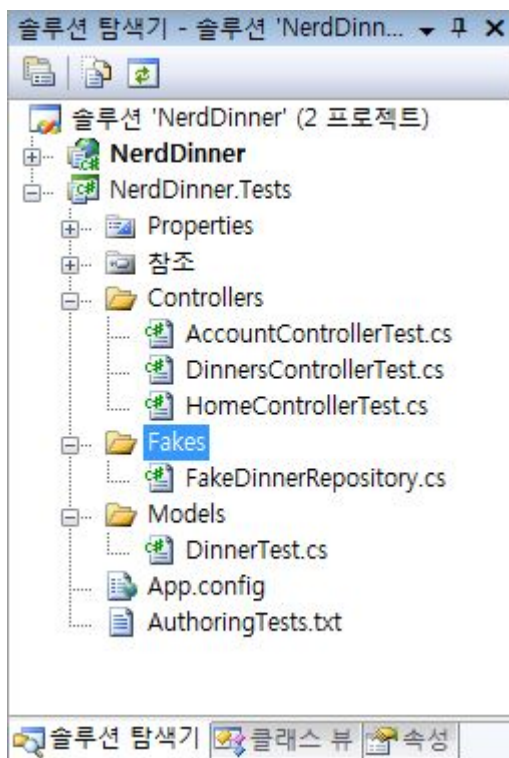 솔루션 탐색기 - 솔루션 'NerdDinn...
솔루션 'NerdDinner' (2 프로젝트)
NerdDinner
NerdDinner.Tests
Properties
참조
Controllers
AccountControllerTest.cs
DinnersControllerTest.cs
HomeControllerTest.cs
Fakes
FakeDinnerRepository.cs
Models
DinnerTest.cs
App.config
AuthoringTests.txt
솔루션 탐색기 클래스 뷰 속성